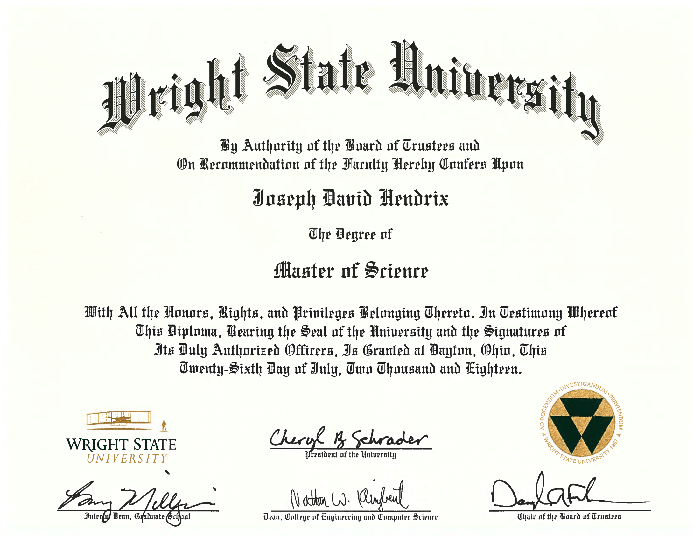 Wright State University
By Authority of the Board of Trustees and
On Recommendation of the Faculty Hereby Confers Upon
Joseph David Hendrix
The Degree of
Master of Science
With All the Honors, Rights, and Privileges Belonging Thereto. In Testimony Whereof
This Diploma, Bearing the Seal of the University and the Signatures of
Its Duly Authorized Officers, Is Granted at Dayton, Ohio, This
Twenty-Sixth Day of July, Two Thousand and Eighteen.
WRIGHT STATE
UNIVERSITY
Cheryl B Schrader
President of the University
WRIGHT STATE UNIVERSITY
Interim Dean, Graduate School
Nathan W.
Dean, College of Engineering and Computer Science
Chair of the Board of Trustees